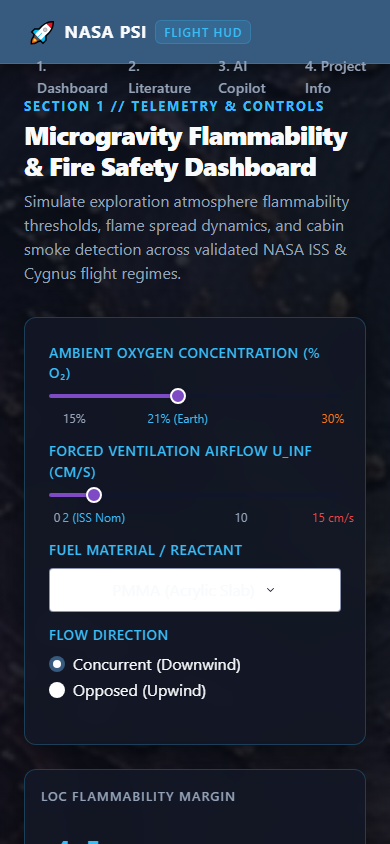 NASA PSI FLIGHT HUD
1. Dashboard 2. Literature 3. AI Copilot 4. Project Info
SECTION 1 // TELEMETRY & CONTROLS
Microgravity Flammability
& Fire Safety Dashboard
Simulate exploration atmosphere flammability
thresholds, flame spread dynamics, and cabin
smoke detection across validated NASA ISS &
Cygnus flight regimes.
AMBIENT OXYGEN CONCENTRATION (%
O₂)
15% 21% (Earth) 30%
FORCED VENTILATION AIRFLOW U_INF
(CM/S)
0 2 (ISS Nom) 10 15 cm/s
FUEL MATERIAL / REACTANT
PMMA (Acrylic Slab)
FLOW DIRECTION
Concurrent (Downwind)
Opposed (Upwind)
LOC FLAMMABILITY MARGIN